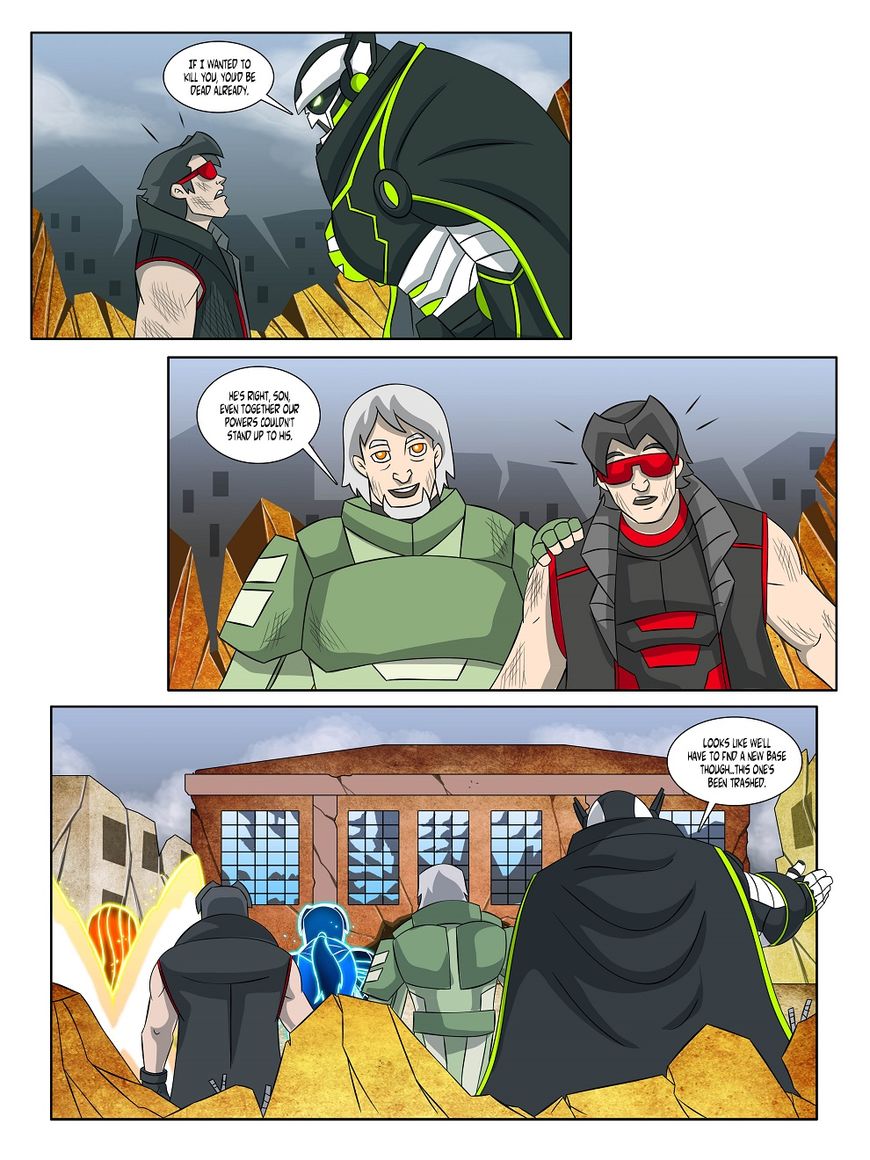 IF I WANTED TO
KILL YOU, YOU'D BE
DEAD ALREADY.
HE'S RIGHT, SON,
EVEN TOGETHER OUR
POWERS COULDN'T
STAND UP TO HIS.
LOOKS LIKE WE'LL
HAVE TO FIND A NEW BASE
THOUGH...THIS ONE'S
BEEN TRASHED.